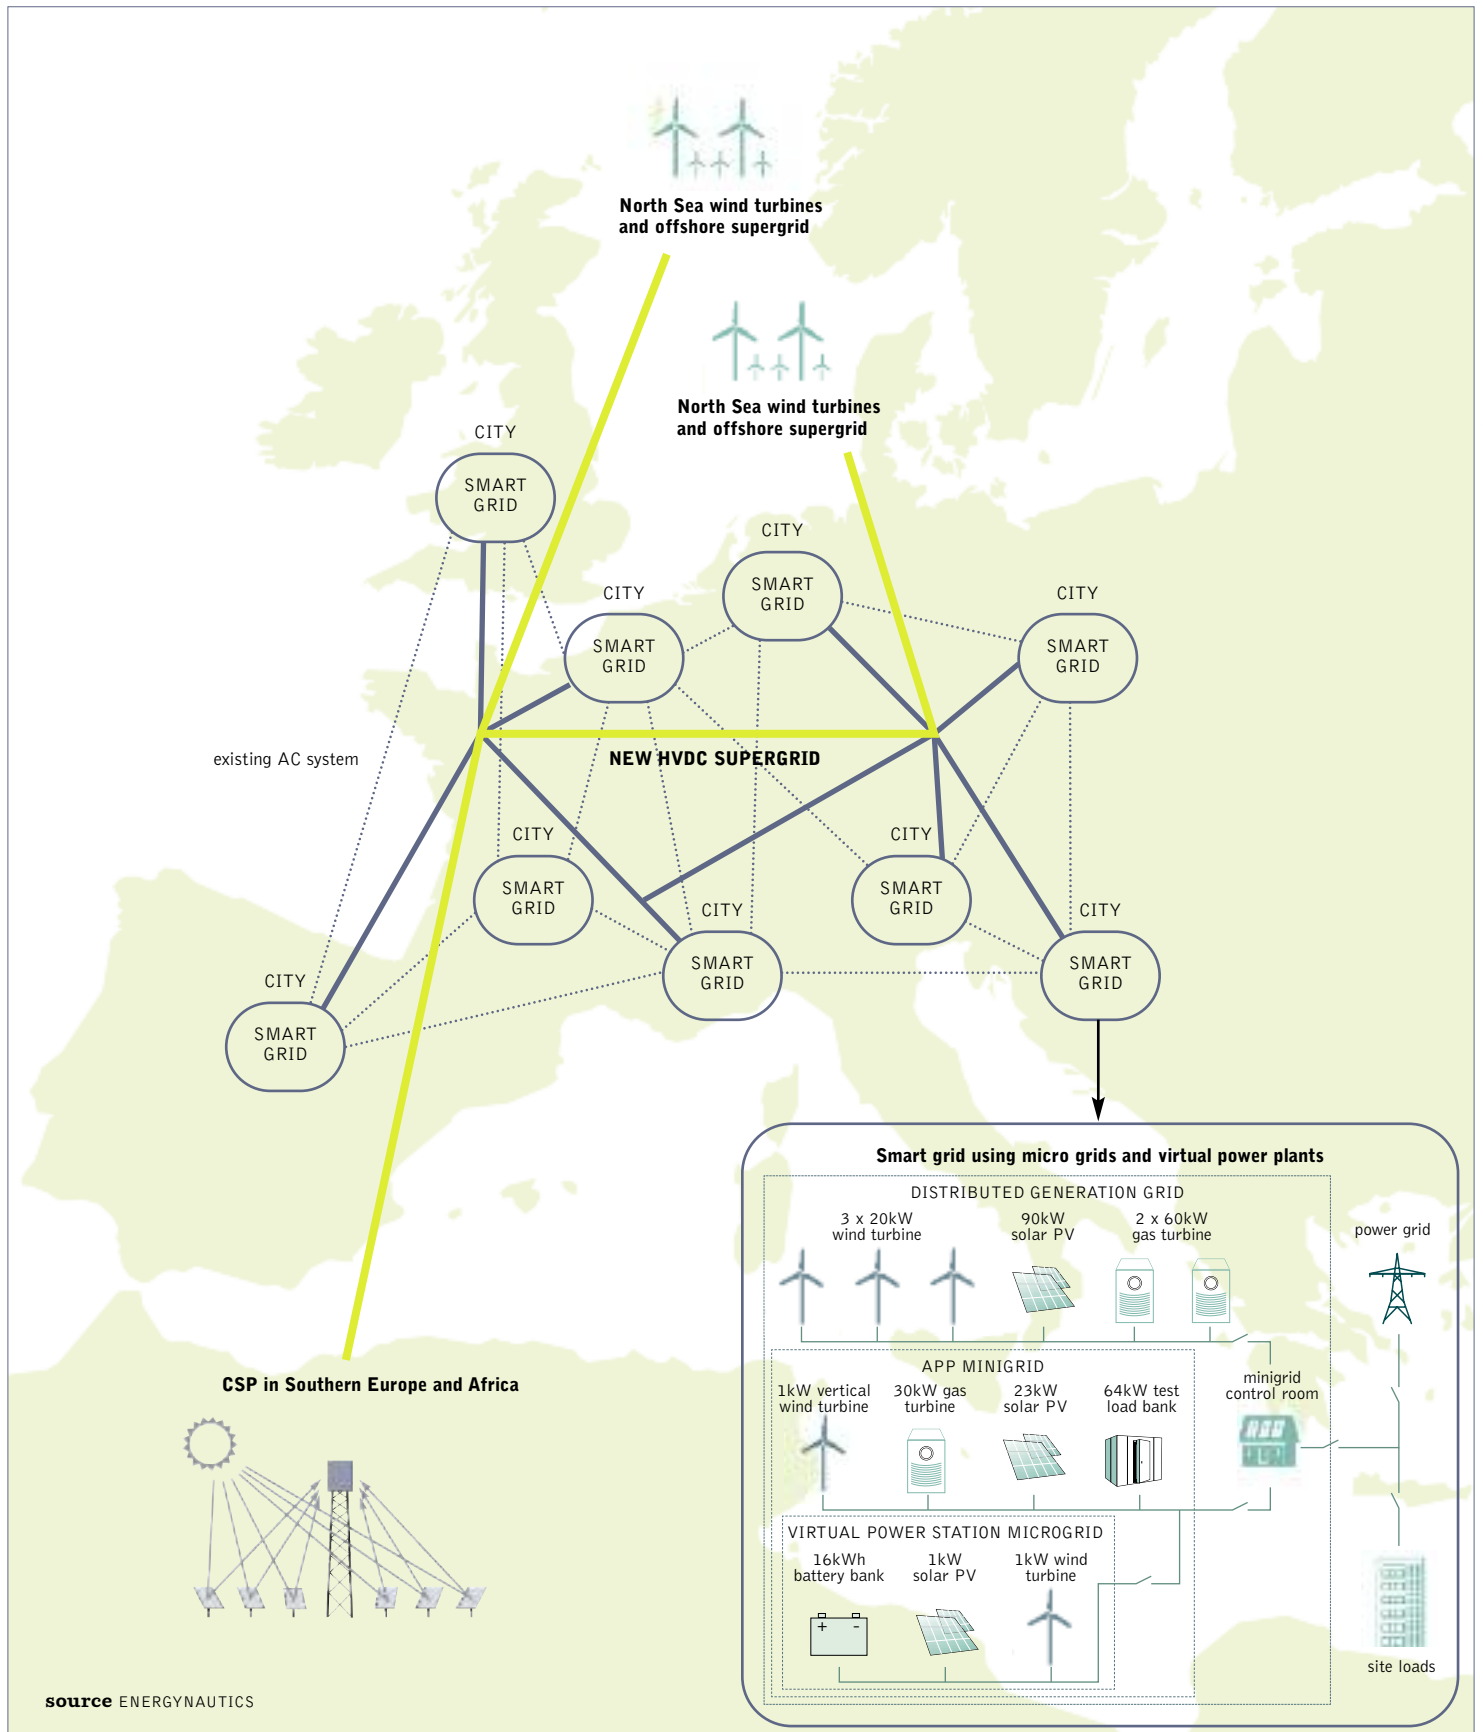 North Sea wind turbines
and offshore supergrid
North Sea wind turbines
and offshore supergrid
CITY
SMART
GRID
CITY
SMART
GRID
CITY
SMART
GRID
CITY
SMART
GRID
existing AC system
NEW HVDC SUPERGRID
CITY
SMART
GRID
CITY
SMART
GRID
CITY
SMART
GRID
CITY
SMART
GRID
CITY
SMART
GRID
Smart grid using micro grids and virtual power plants
DISTRIBUTED GENERATION GRID
3 x 20kW
wind turbine
90kW
solar PV
2 x 60kW
gas turbine
power grid
APP MINIGRID
1kW vertical
wind turbine
30kW gas
turbine
23kW
solar PV
64kW test
load bank
minigrid
control room
VIRTUAL POWER STATION MICROGRID
16kWh
battery bank
1kW
solar PV
1kW wind
turbine
+ -
site loads
CSP in Southern Europe and Africa
source ENERGYNAUTICS